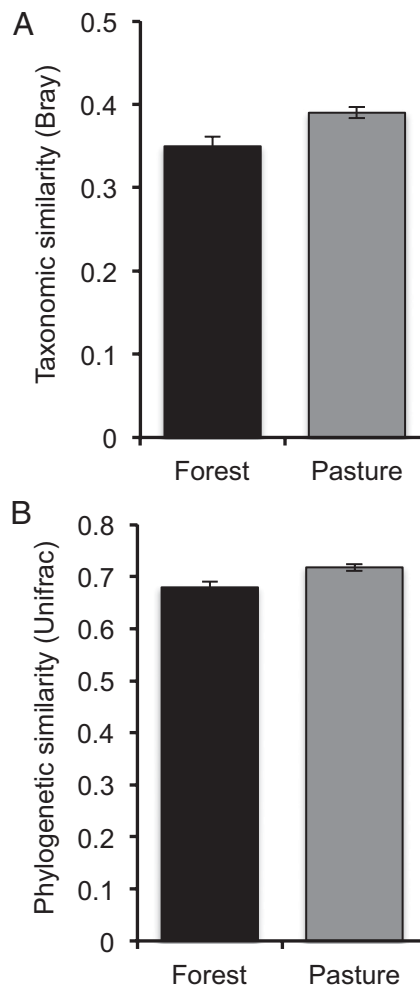 A
Taxonomic similarity (Bray)
0.5
0.4
0.3
0.2
0.1
0
Forest Pasture
B
Phylogenetic similarity (Unifrac)
0.8
0.7
0.6
0.5
0.4
0.3
0.2
0.1
0
Forest Pasture